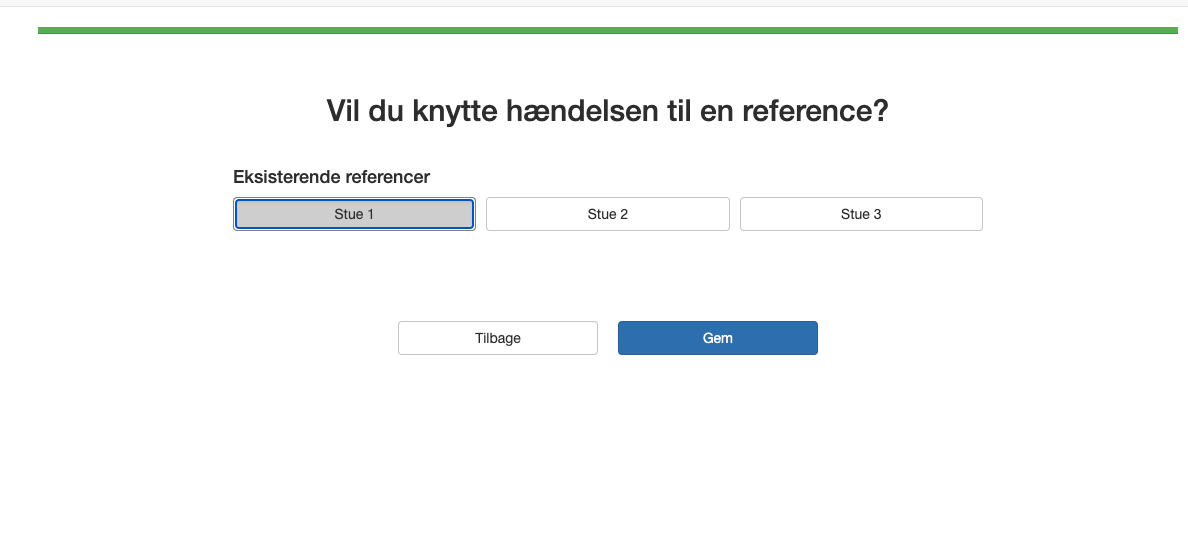 Vil du knytte hændelsen til en reference?
Eksisterende referencer
Stue 1 Stue 2 Stue 3
Tilbage Gem